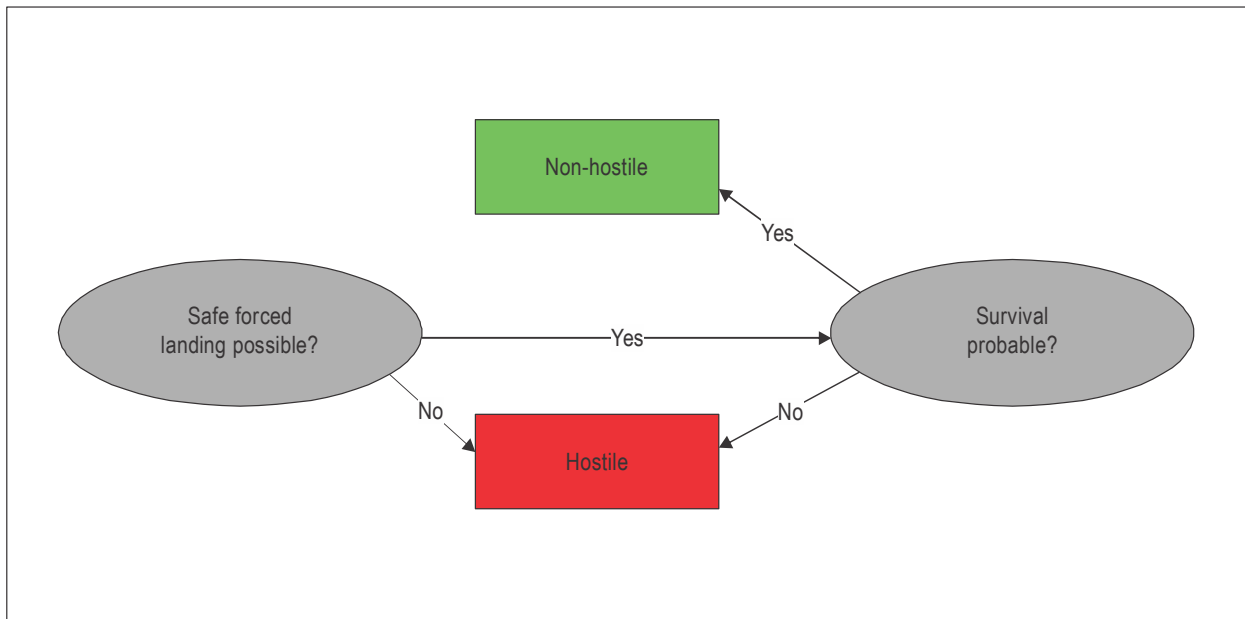 Non-hostile
Yes
Safe forced
landing possible?
Yes
Survival
probable?
No
No
Hostile